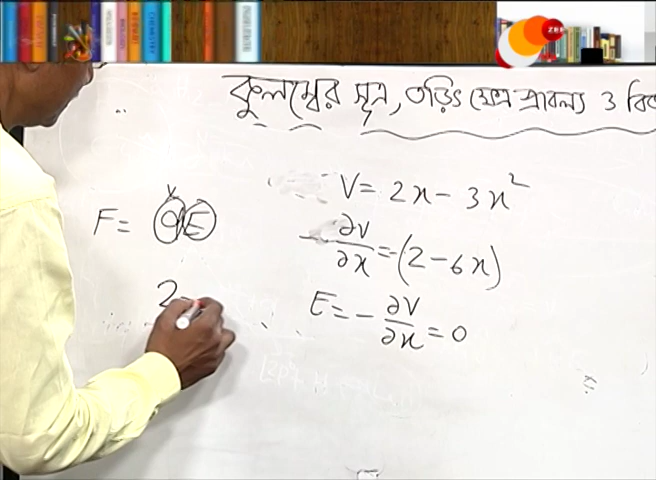 কুলম্বের সূত্র, তড়িৎ ক্ষেত্র প্রাবল্য ও বিভ
V = 2x - 3x²
F = qE
∂V/∂x = (2 - 6x)
2 -
E = - ∂V/∂x = 0